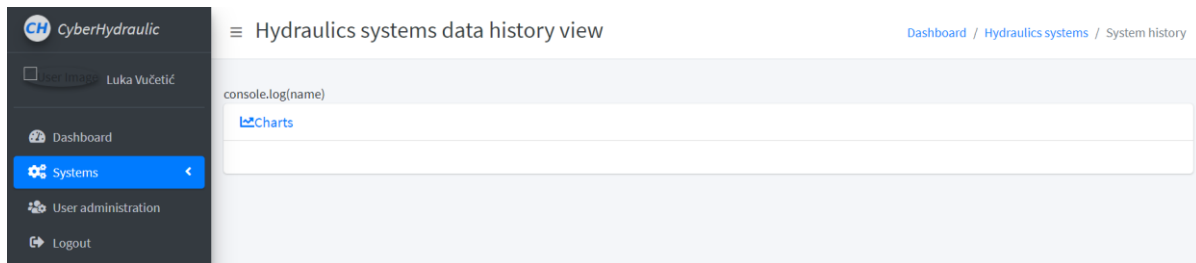 CH CyberHydraulic
Hydraulics systems data history view
Dashboard / Hydraulics systems / System history
User Image Luka Vučetić
console.log(name)
Charts
Dashboard
Systems
User administration
Logout